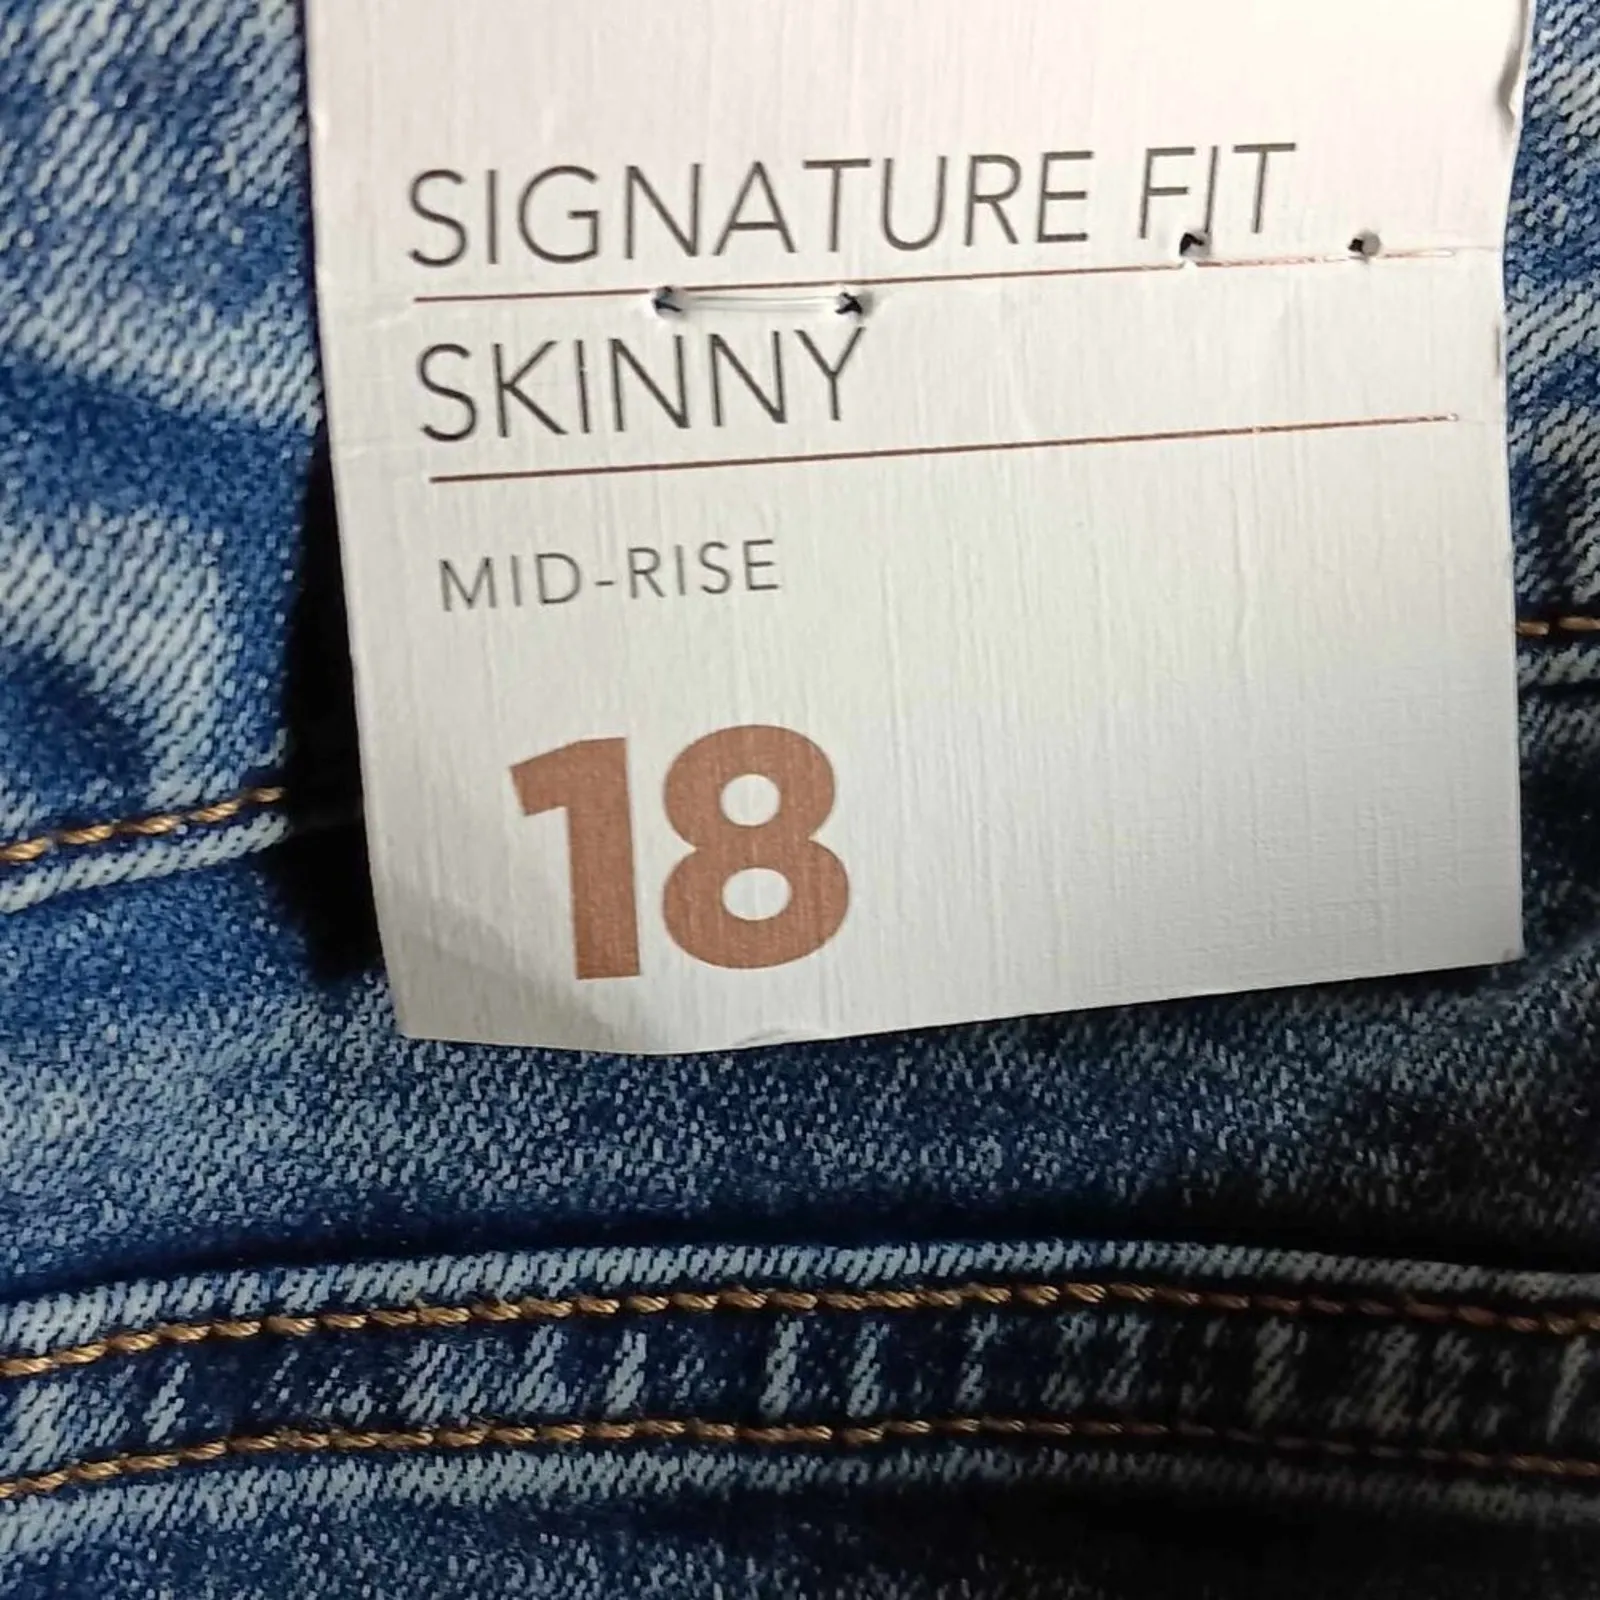 SIGNATURE FIT
SKINNY
MID-RISE
18